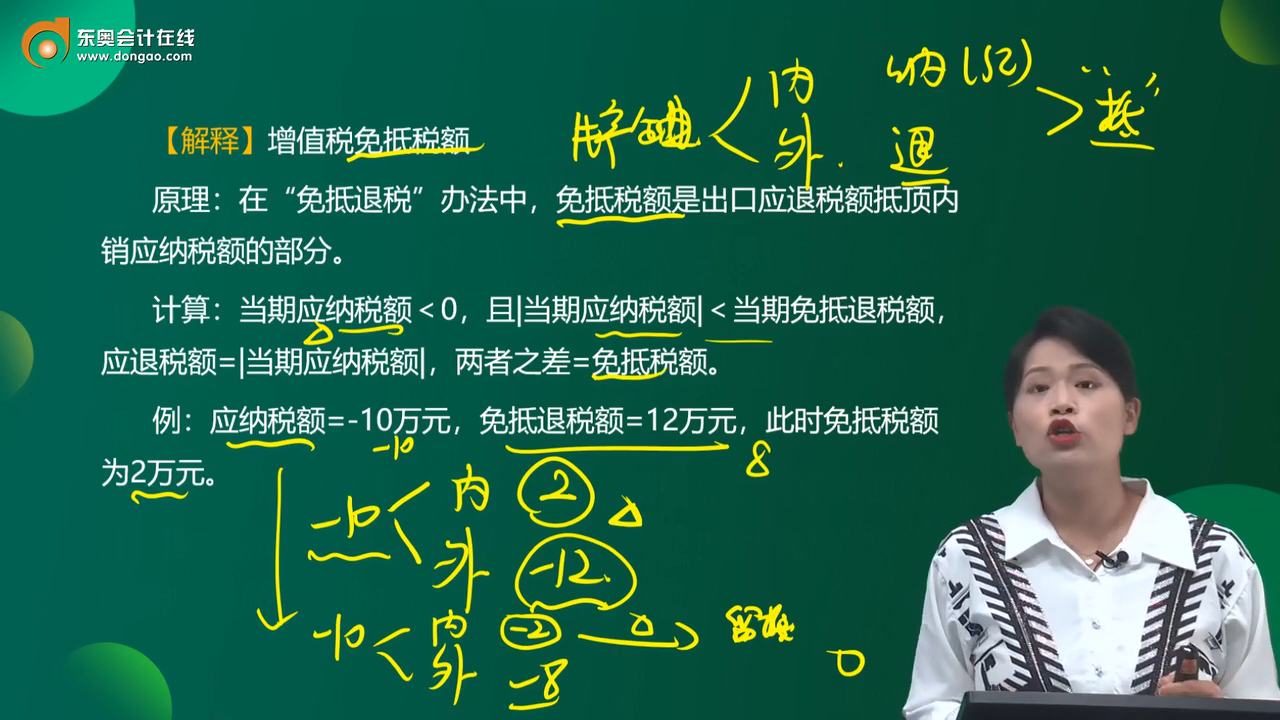 东奥会计在线
www.dongao.com
内 纳（应）
外 退 “抵”
【解释】增值税免抵税额
原理：在“免抵退税”办法中，免抵税额是出口应退税额抵顶内
销应纳税额的部分。
计算：当期应纳税额＜0，且|当期应纳税额|＜当期免抵退税额，
应退税额=|当期应纳税额|，两者之差=免抵税额。
例：应纳税额=-10万元，免抵退税额=12万元，此时免抵税额
为2万元。
-10 8
-10 内 2
外 -12
-10 内 -2 留抵
外 -8
0